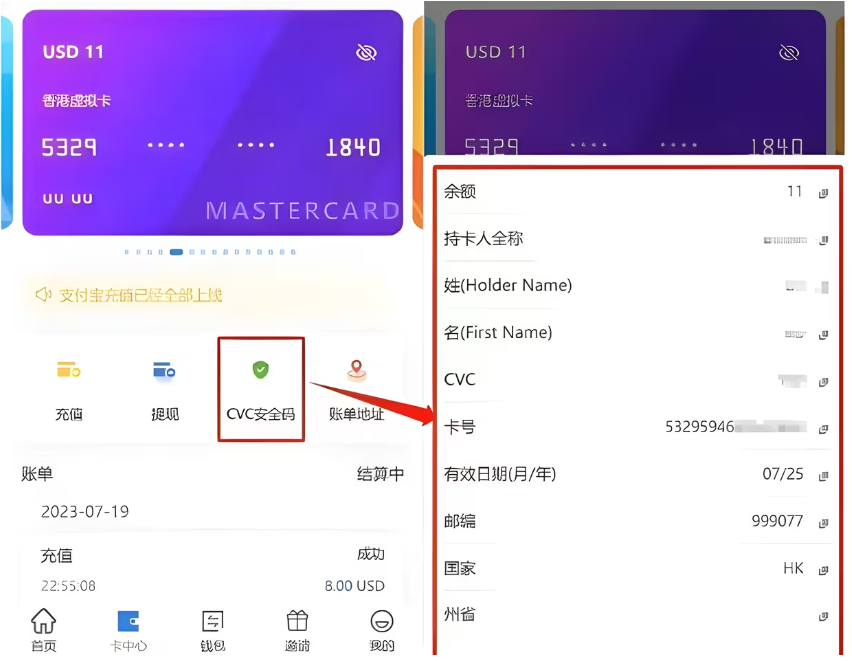 USD 11
香港虚拟卡
5329 •••• •••• 1840
UU UU
MASTERCARD
支付宝充值已经全部上线
充值 提现 CVC安全码 账单地址
账单 结算中
2023-07-19
充值 成功
22:55:08 8.00 USD
首页 卡中心 钱包 邀请 我的
USD 11
香港虚拟卡
5329 •••• •••• 1840
余额 11
持卡人全称
姓(Holder Name)
名(First Name)
CVC
卡号 53295946
有效日期(月/年) 07/25
邮编 999077
国家 HK
州省